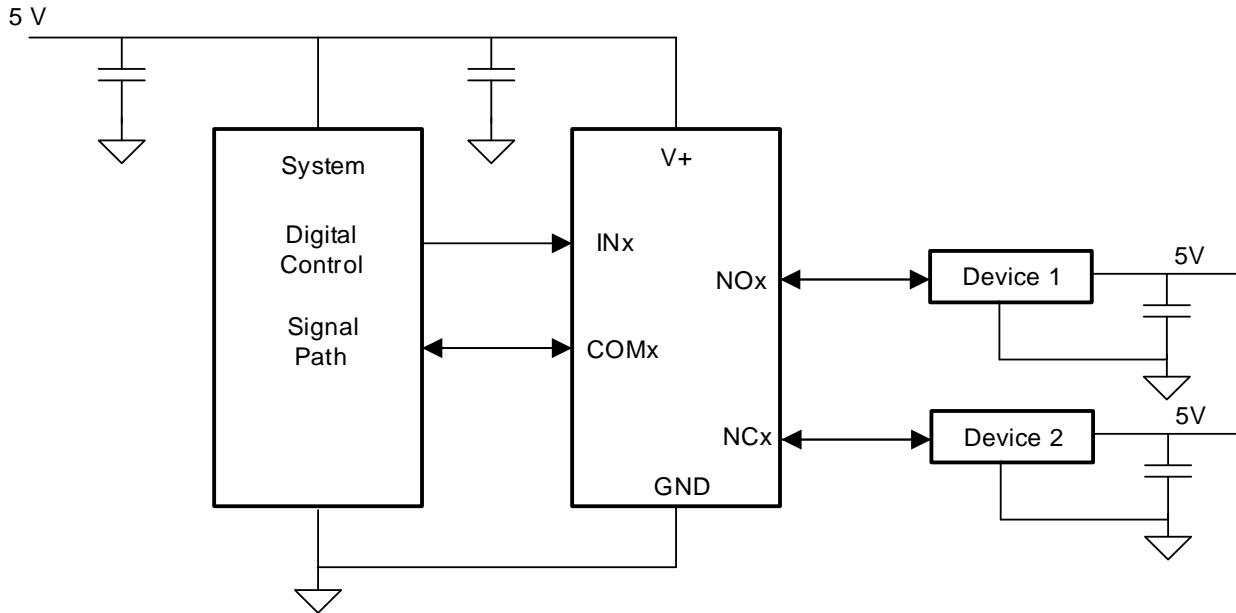 5 V
System
Digital
Control
Signal
Path
V+
INx
COMx
NOx
NCx
GND
Device 1
5V
Device 2
5V